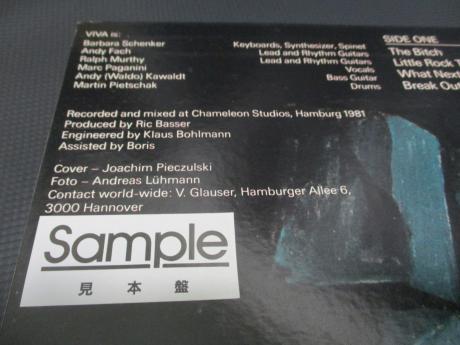 VIVA is:
Barbara Schenker Keyboards, Synthesizer, Spinet
Andy Fach Lead and Rhythm Guitars
Ralph Murthy Lead and Rhythm Guitars
Marc Paganini Vocals
Andy (Waldo) Kawaldt Bass Guitar
Martin Pietschak Drums
Recorded and mixed at Chameleon Studios, Hamburg 1981
Produced by Ric Basser
Engineered by Klaus Bohlmann
Assisted by Boris
Cover – Joachim Pieczulski
Foto – Andreas Lühmann
Contact world-wide: V. Glauser, Hamburger Allee 6,
3000 Hannover
Sample
見本盤
SIDE ONE
The Bitch
Little Rock T
What Next
Break Out